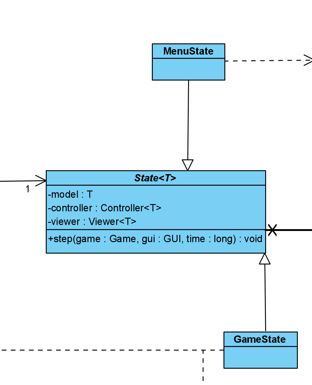 MenuState
State<T>
-model : T
-controller : Controller<T>
-viewer : Viewer<T>
+step(game : Game, gui : GUI, time : long) : void
1
GameState